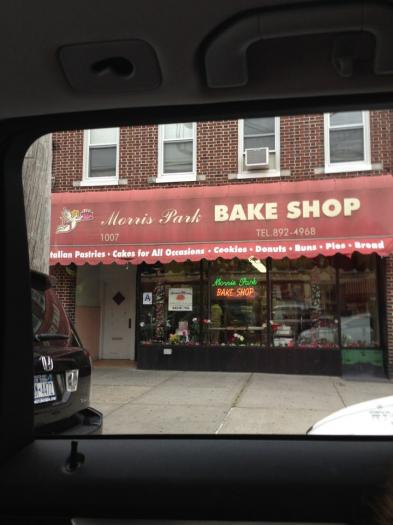 Morris Park BAKE SHOP
1007 TEL.892-4968
talian Pastries • Cakes for All Occasions • Cookies • Donuts • Buns • Pies • Bread
Morris Park
BAKE SHOP
A